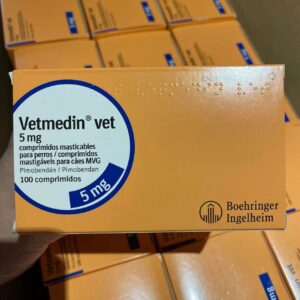 Vetmedin® vet
5 mg
comprimidos masticables
para perros / comprimidos
mastigáveis para cães MVG
Pimobendán / Pimobendan
100 comprimidos
5 mg
Boehringer
Ingelheim